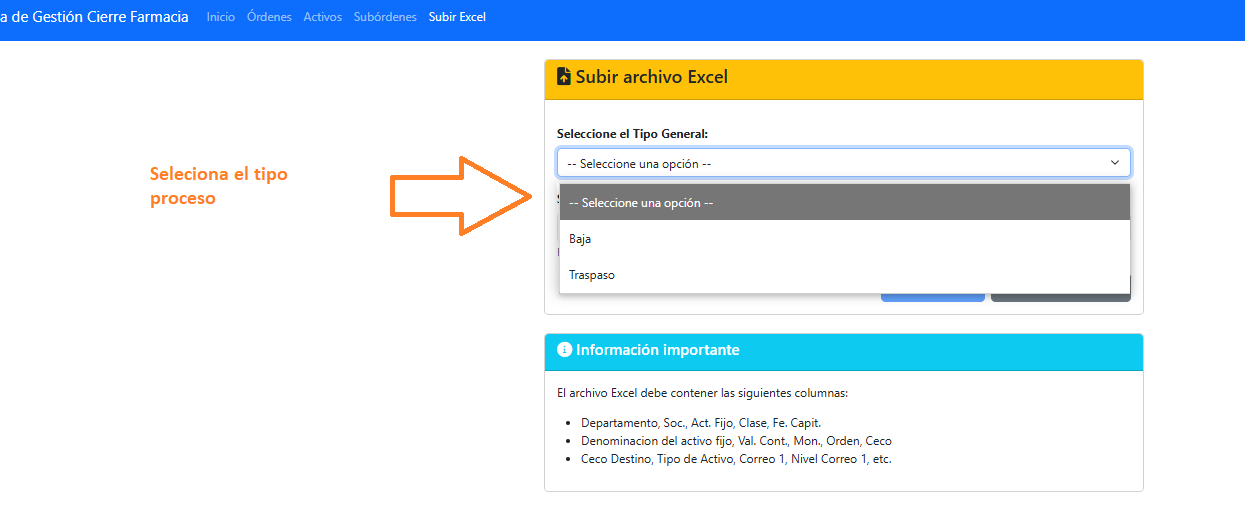 a de Gestión Cierre Farmacia Inicio Órdenes Activos Subórdenes Subir Excel
Subir archivo Excel
Seleccione el Tipo General:
-- Seleccione una opción --
Seleciona el tipo
proceso
-- Seleccione una opción --
Baja
Traspaso
Información importante
El archivo Excel debe contener las siguientes columnas:
• Departamento, Soc., Act. Fijo, Clase, Fe. Capit.
• Denominacion del activo fijo, Val. Cont., Mon., Orden, Ceco
• Ceco Destino, Tipo de Activo, Correo 1, Nivel Correo 1, etc.